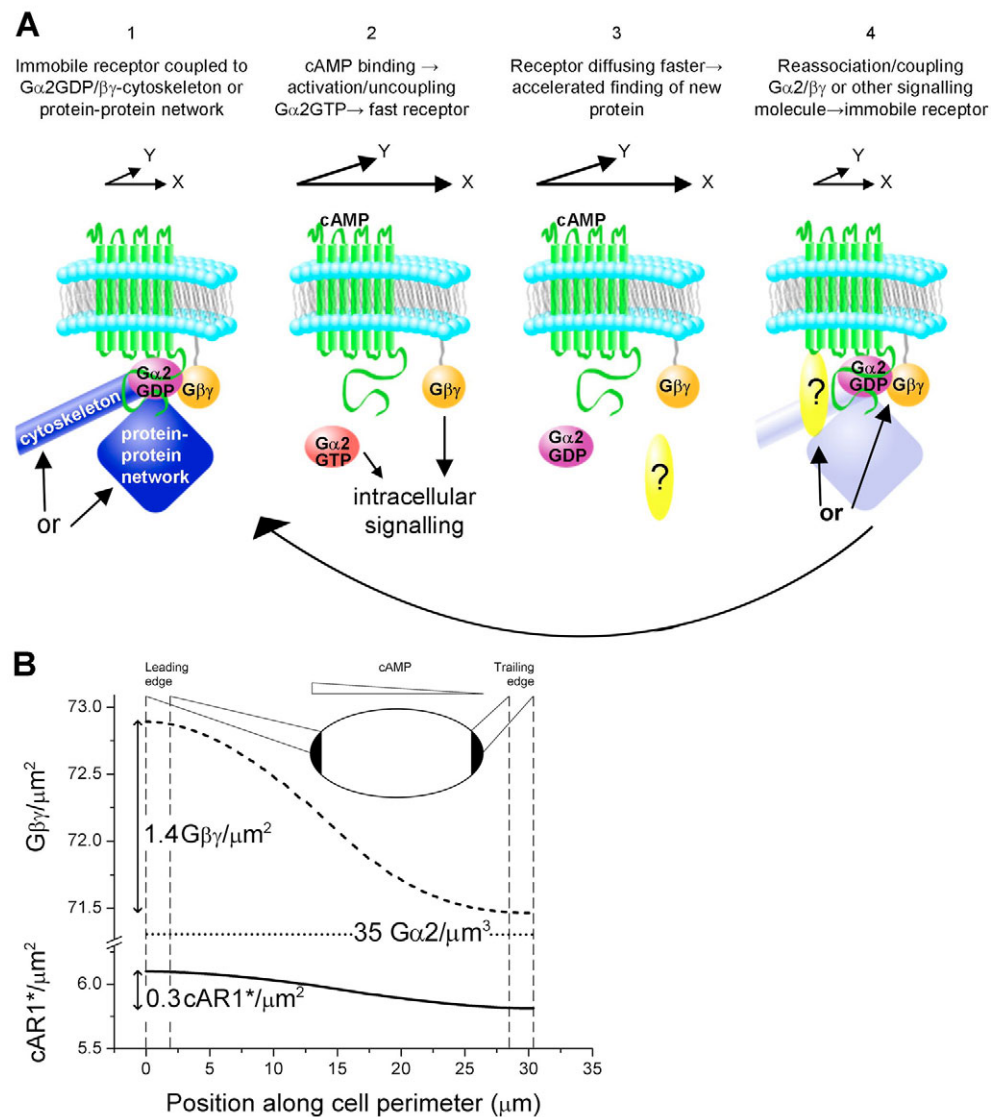 A
1
Immobile receptor coupled to
Gα2GDP/βγ-cytoskeleton or
protein-protein network
2
cAMP binding →
activation/uncoupling
Gα2GTP→ fast receptor
3
Receptor diffusing faster→
accelerated finding of new
protein
4
Reassociation/coupling
Gα2/βγ or other signalling
molecule→immobile receptor
Y
X
Y
X
Y
X
Y
X
cAMP
cAMP
Gα2
GDP
Gβγ
cytoskeleton
protein-
protein
network
or
Gβγ
Gα2
GTP
intracellular
signalling
Gβγ
Gα2
GDP
?
Gα2
GDP
Gβγ
?
or
B
Leading
edge
cAMP
Trailing
edge
73.0
72.5
72.0
71.5
6.0
5.5
Gβγ/μm²
cAR1*/μm²
1.4Gβγ/μm²
35 Gα2/μm³
0.3cAR1*/μm²
0 5 10 15 20 25 30 35
Position along cell perimeter (μm)